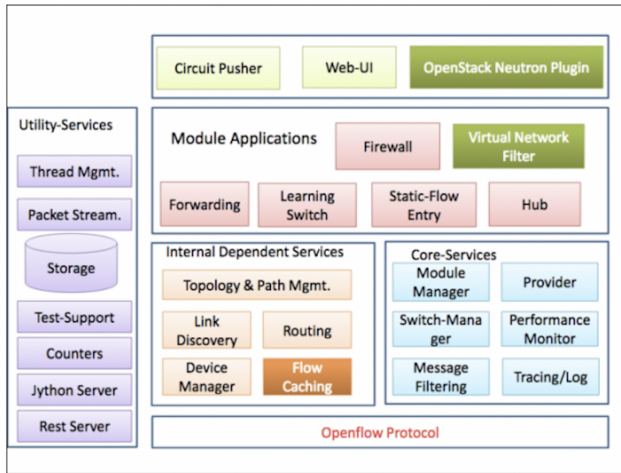 Circuit Pusher
Web-UI
OpenStack Neutron Plugin
Utility-Services
Thread Mgmt.
Packet Stream.
Storage
Test-Support
Counters
Jython Server
Rest Server
Module Applications
Firewall
Virtual Network
Filter
Forwarding
Learning
Switch
Static-Flow
Entry
Hub
Internal Dependent Services
Topology & Path Mgmt.
Link
Discovery
Routing
Device
Manager
Flow
Caching
Core-Services
Module
Manager
Provider
Switch-Mana
ger
Performance
Monitor
Message
Filtering
Tracing/Log
Openflow Protocol